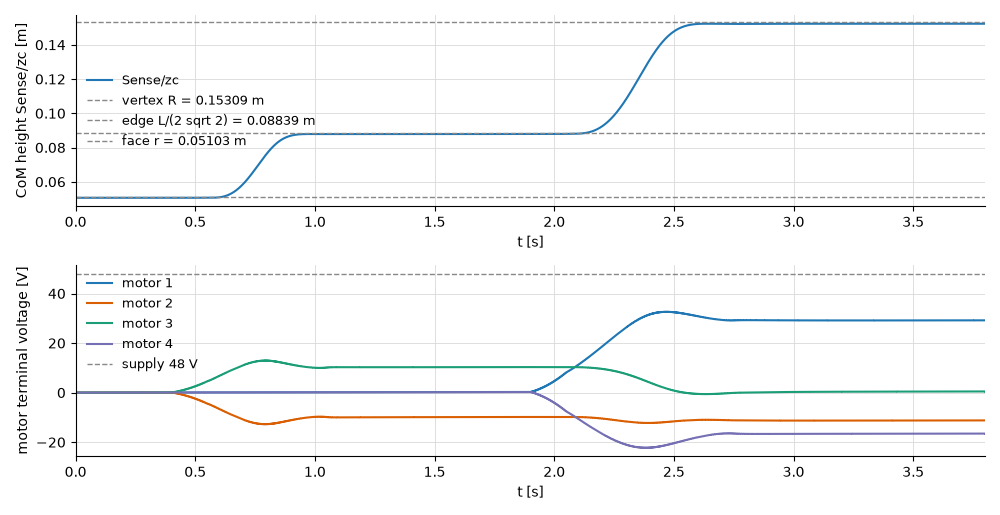 CoM height Sense/zc [m]
0.14
0.12
0.10
0.08
0.06
Sense/zc
vertex R = 0.15309 m
edge L/(2 sqrt 2) = 0.08839 m
face r = 0.05103 m
0.0 0.5 1.0 1.5 2.0 2.5 3.0 3.5
t [s]
motor terminal voltage [V]
40
20
0
−20
motor 1
motor 2
motor 3
motor 4
supply 48 V
0.0 0.5 1.0 1.5 2.0 2.5 3.0 3.5
t [s]